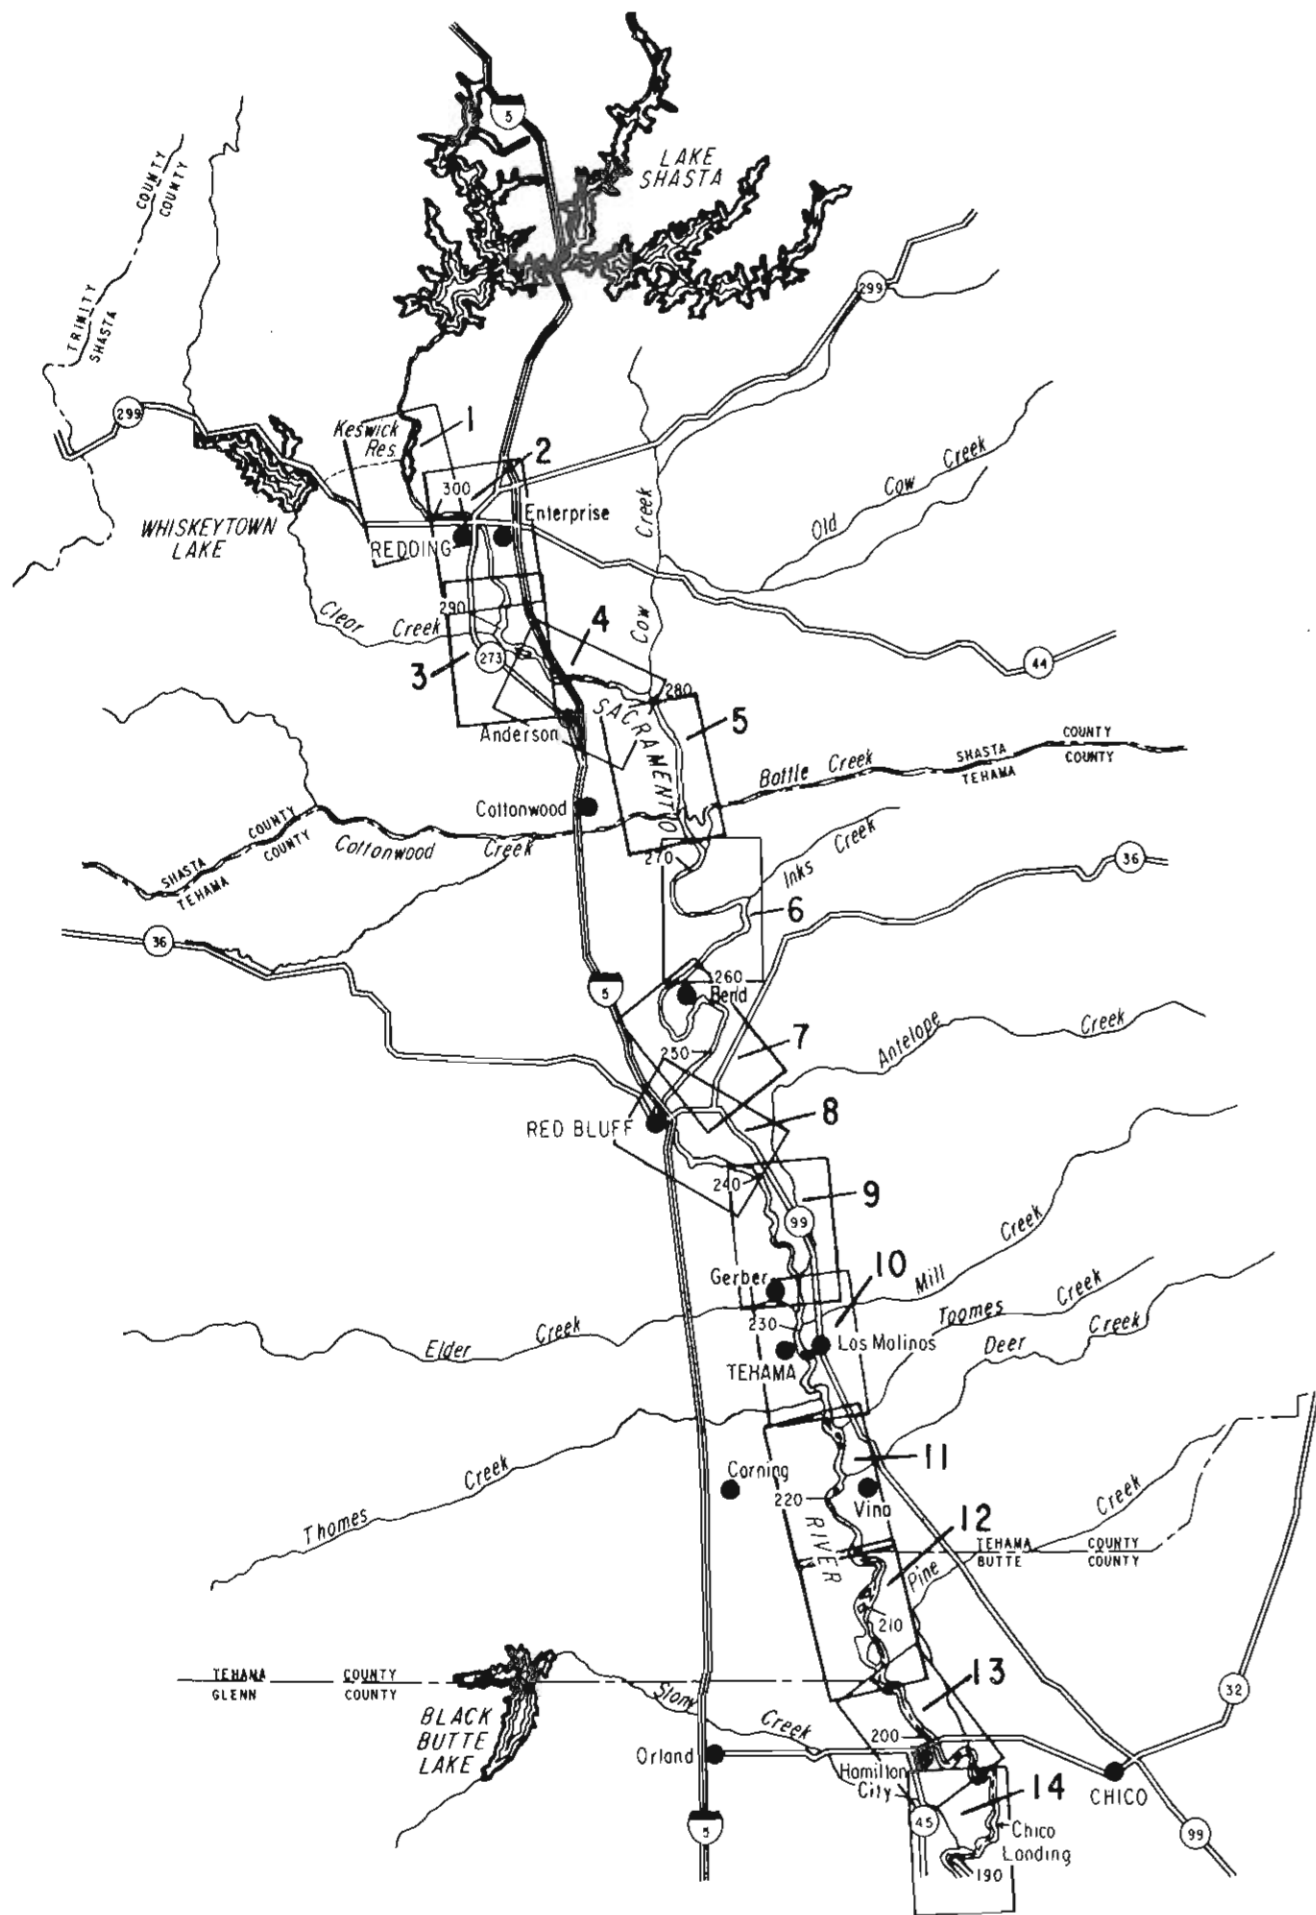 5
LAKE
SHASTA
COUNTY
COUNTY
TRINITY
SHASTA
299
299
Keswick
Res.
1
2
300
Enterprise
WHISKEYTOWN
LAKE
REDDING
Old Cow Creek
Cow Creek
290
Clear Creek
4
3
273
44
280
SACRAMENTO
5
Anderson
SHASTA COUNTY
TEHAMA COUNTY
Battle Creek
Cottonwood
SHASTA COUNTY
TEHAMA COUNTY
Cottonwood Creek
270
Inks Creek
36
6
36
5
260
Bend
Antelope Creek
250
7
RED BLUFF
8
240
9
99
Gerber
10
Mill Creek
Toomes Creek
230
Elder Creek
Los Molinos
Deer Creek
TEHAMA
11
Corning
220
Vina
Thomes Creek
Creek
12
RIVER
TEHAMA COUNTY
BUTTE COUNTY
Pine
210
TEHAMA COUNTY
GLENN COUNTY
13
Stony Creek
32
BLACK
BUTTE
LAKE
200
Orland
Hamilton
City
14
CHICO
45
5
Chico
Landing
99
190